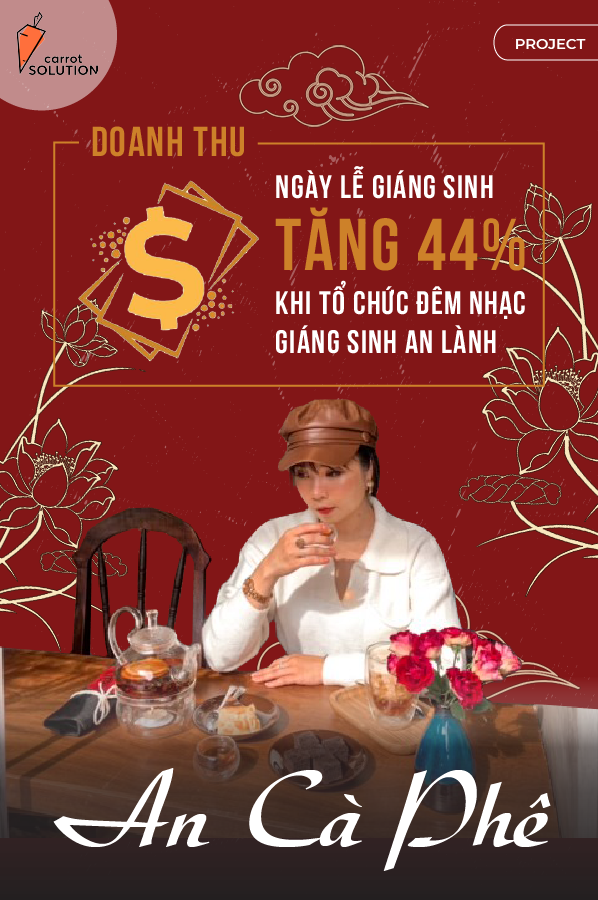 carrot
SOLUTION
PROJECT
DOANH THU
NGÀY LỄ GIÁNG SINH
TĂNG 44%
KHI TỔ CHỨC ĐÊM NHẠC
GIÁNG SINH AN LÀNH
An Cà Phê